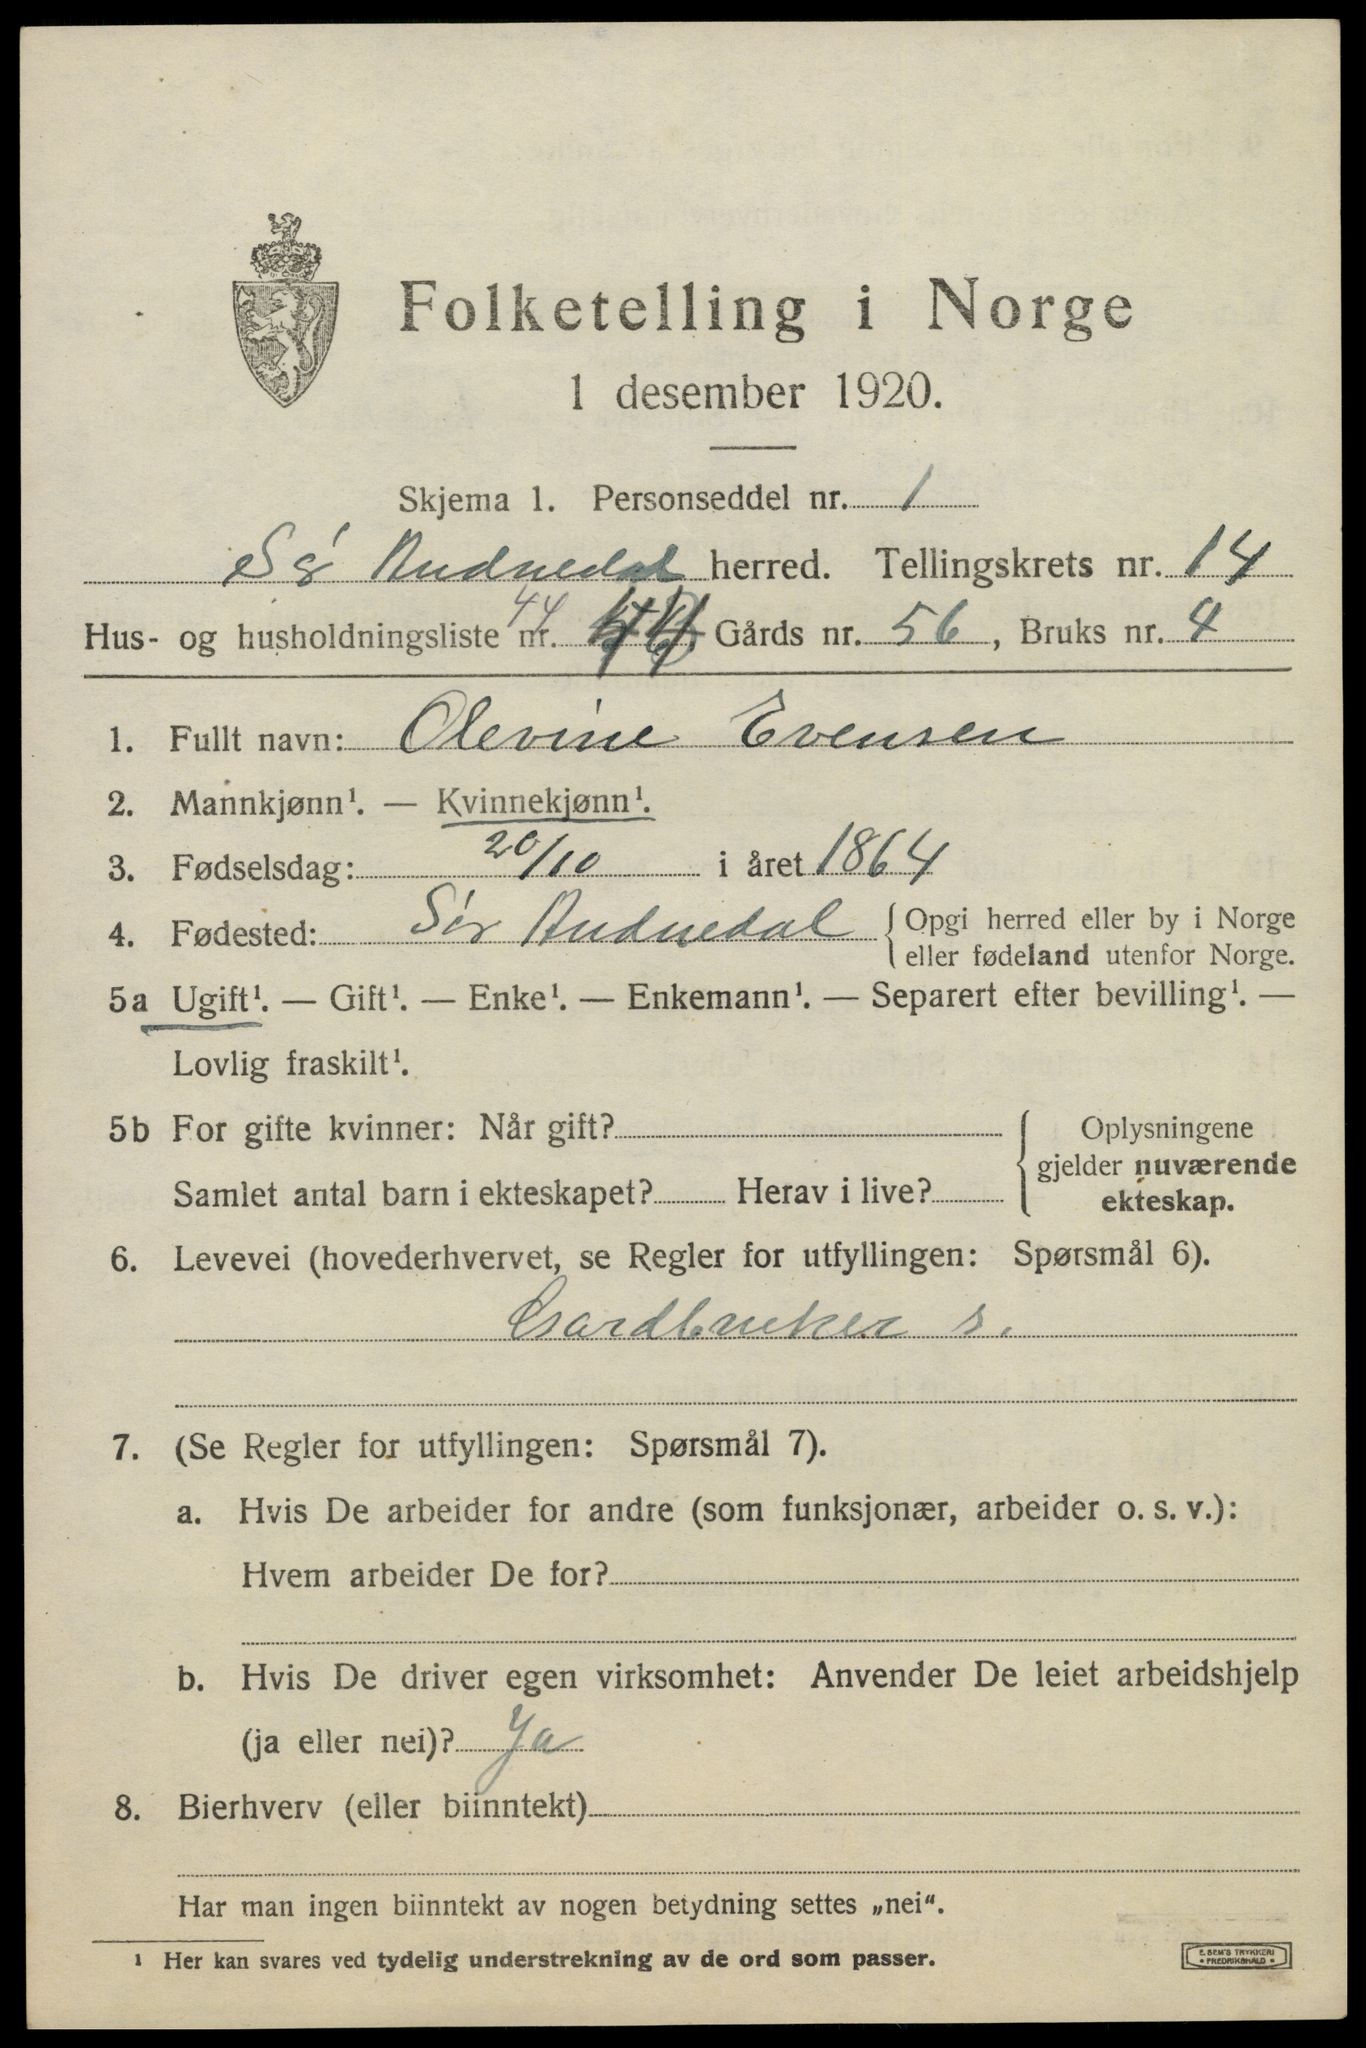 Folketelling i Norge
1 desember 1920.
Skjema 1. Personseddel nr. 1
Sø Audnedal herred. Tellingskrets nr. 14
Hus- og husholdningsliste nr. 44 Gårds nr. 56, Bruks nr. 4
1. Fullt navn: Olevine Evensen
2. Mannkjønn¹. — Kvinnekjønn¹.
3. Fødselsdag: 20/10 i året 1864
4. Fødested: Sør Audnedal { Opgi herred eller by i Norge
eller fødeland utenfor Norge.
5a Ugift¹. — Gift¹. — Enke¹. — Enkemann¹. — Separert efter bevilling¹. —
Lovlig fraskilt¹.
5b For gifte kvinner: Når gift? { Oplysningene
gjelder nuværende
Samlet antal barn i ekteskapet? Herav i live? ekteskap.
6. Levevei (hovederhvervet, se Regler for utfyllingen: Spørsmål 6).
Gardbruker s.
7. (Se Regler for utfyllingen: Spørsmål 7).
a. Hvis De arbeider for andre (som funksjonær, arbeider o. s. v.):
Hvem arbeider De for?
b. Hvis De driver egen virksomhet: Anvender De leiet arbeidshjelp
(ja eller nei)? Ja
8. Bierhverv (eller biinntekt)
Har man ingen biinntekt av nogen betydning settes „nei“.
¹ Her kan svares ved tydelig understrekning av de ord som passer.
E. SEM'S TRYKKERI
• FREDRIKSHALD •